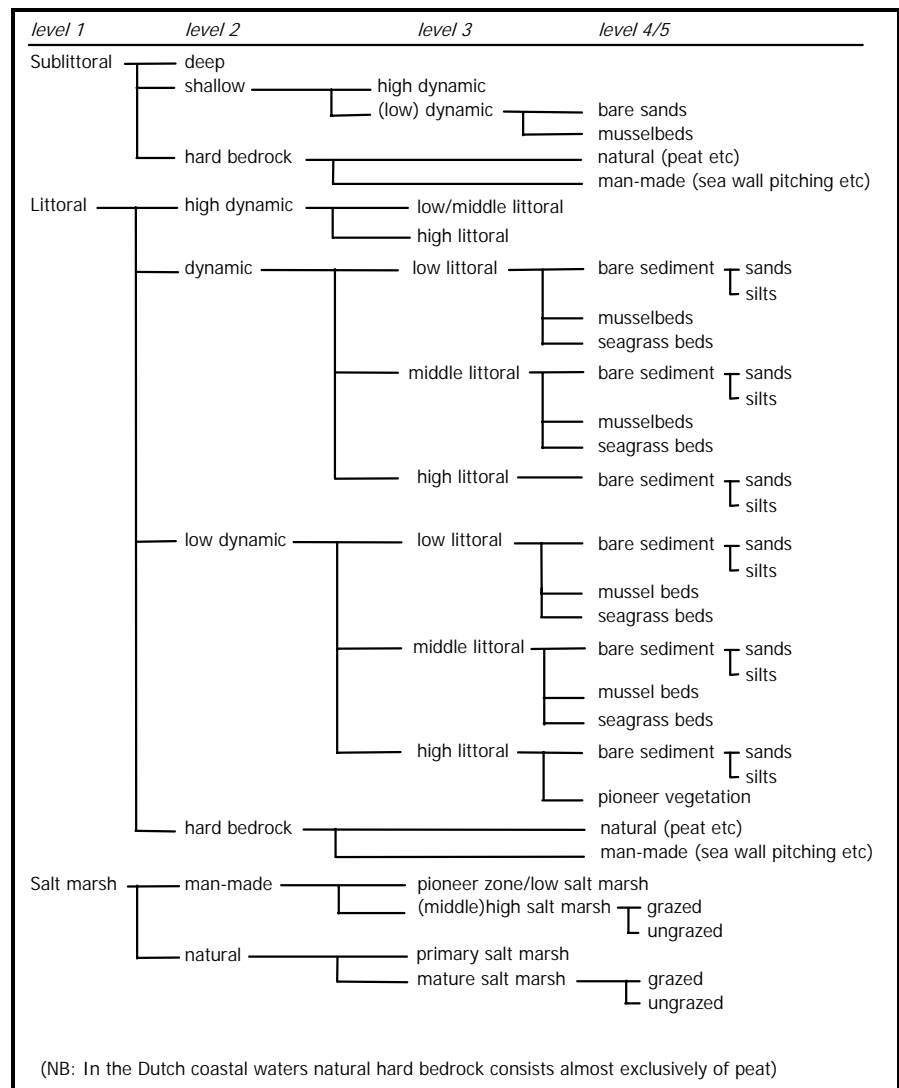 level 1 level 2 level 3 level 4/5
Sublittoral deep
shallow high dynamic
(low) dynamic bare sands
musselbeds
hard bedrock natural (peat etc)
man-made (sea wall pitching etc)
Littoral high dynamic low/middle littoral
high littoral
dynamic low littoral bare sediment sands
silts
musselbeds
seagrass beds
middle littoral bare sediment sands
silts
musselbeds
seagrass beds
high littoral bare sediment sands
silts
low dynamic low littoral bare sediment sands
silts
mussel beds
seagrass beds
middle littoral bare sediment sands
silts
mussel beds
seagrass beds
high littoral bare sediment sands
silts
pioneer vegetation
hard bedrock natural (peat etc)
man-made (sea wall pitching etc)
Salt marsh man-made pioneer zone/low salt marsh
(middle)high salt marsh grazed
ungrazed
natural primary salt marsh
mature salt marsh grazed
ungrazed
(NB: In the Dutch coastal waters natural hard bedrock consists almost exclusively of peat)